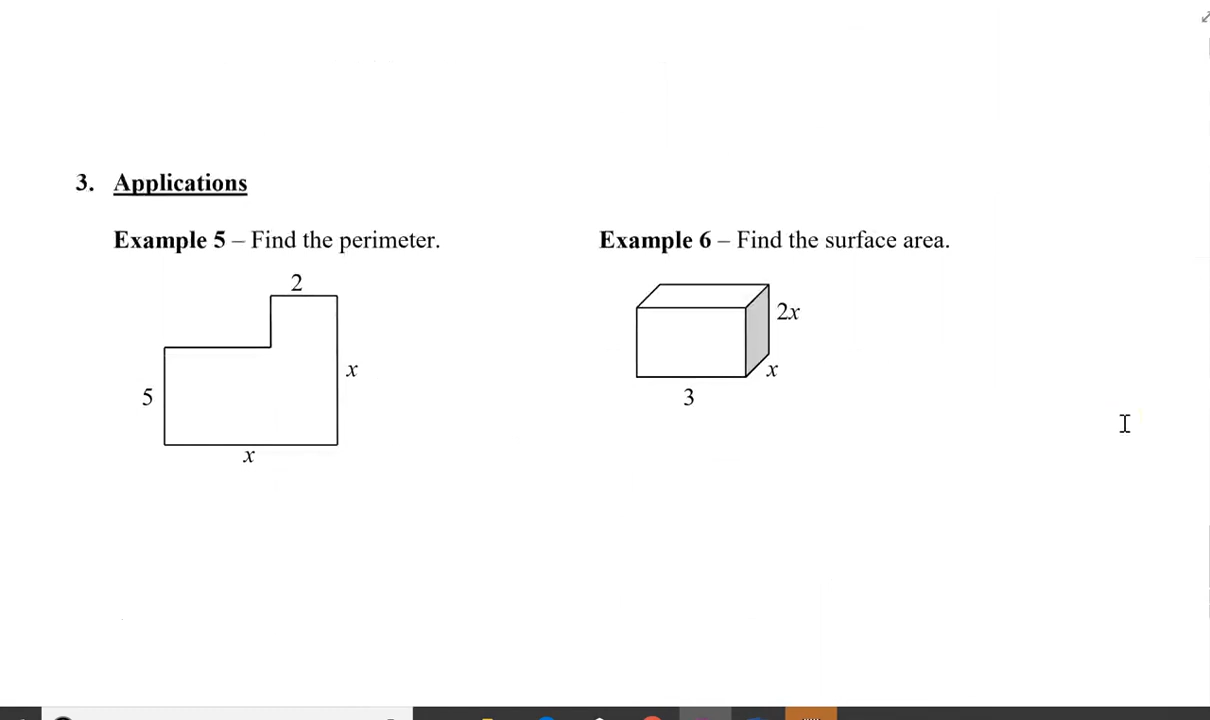 3. Applications
Example 5 – Find the perimeter.
Example 6 – Find the surface area.
2
5
x
x
2x
x
3